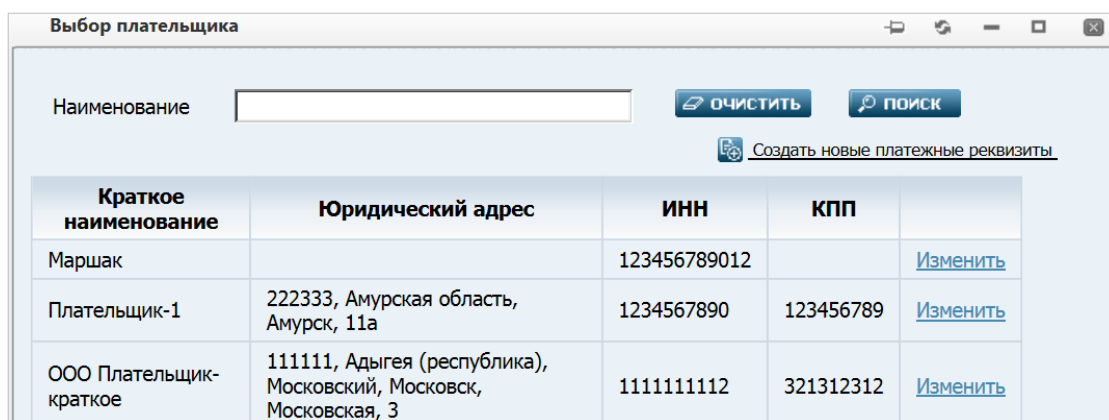 Выбор плательщика
Наименование
ОЧИСТИТЬ
ПОИСК
Создать новые платежные реквизиты
Краткое
наименование
Юридический адрес
ИНН
КПП
Маршак
123456789012
Изменить
Плательщик-1
222333, Амурская область,
Амурск, 11а
1234567890
123456789
Изменить
ООО Плательщик-
краткое
111111, Адыгея (республика),
Московский, Московск,
Московская, 3
1111111112
321312312
Изменить